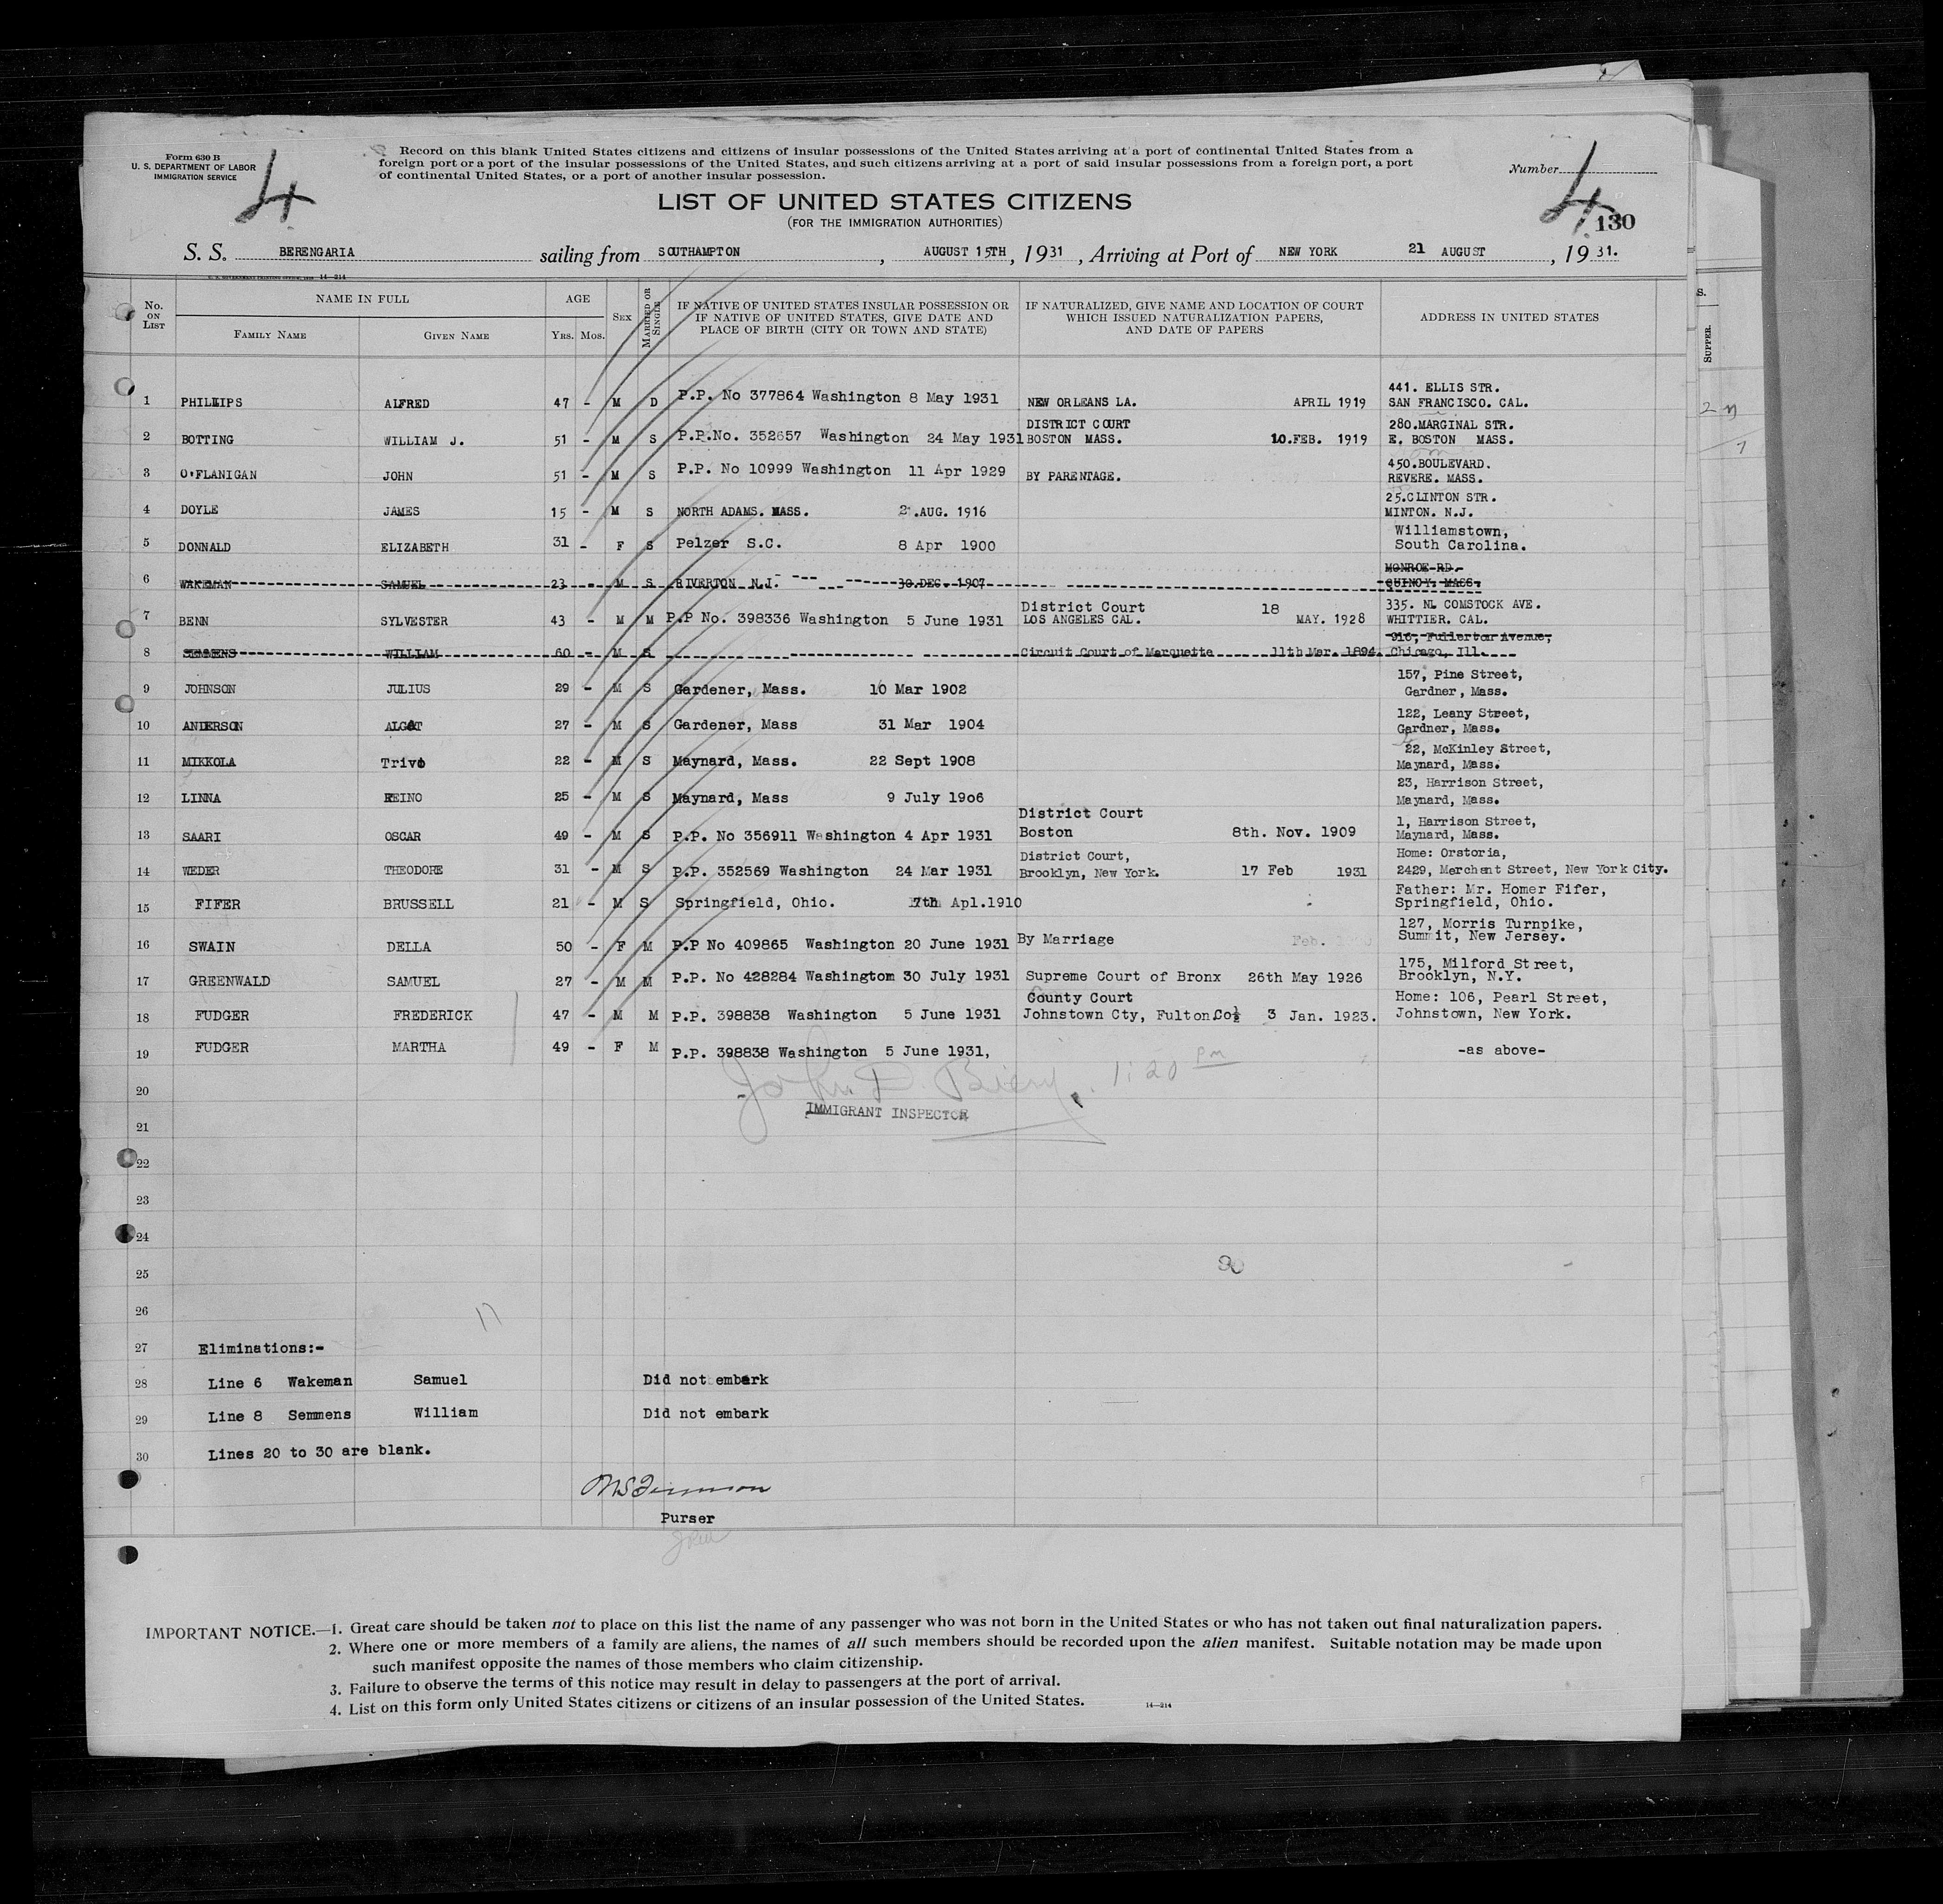 Form 630 B
U. S. DEPARTMENT OF LABOR
IMMIGRATION SERVICE
4
Record on this blank United States citizens and citizens of insular possessions of the United States arriving at a port of continental United States from a
foreign port or a port of the insular possessions of the United States, and such citizens arriving at a port of said insular possessions from a foreign port, a port
of continental United States, or a port of another insular possession.
Number
4
130
LIST OF UNITED STATES CITIZENS
(FOR THE IMMIGRATION AUTHORITIES)
S. S. BERENGARIA sailing from SOUTHAMPTON, AUGUST 15TH, 1931, Arriving at Port of NEW YORK 21 AUGUST, 1931.
No. ON LIST NAME IN FULL FAMILY NAME GIVEN NAME AGE YRS. MOS. SEX MARRIED OR SINGLE
IF NATIVE OF UNITED STATES INSULAR POSSESSION OR IF NATIVE OF UNITED STATES, GIVE DATE AND PLACE OF BIRTH (CITY OR TOWN AND STATE)
IF NATURALIZED, GIVE NAME AND LOCATION OF COURT WHICH ISSUED NATURALIZATION PAPERS, AND DATE OF PAPERS
ADDRESS IN UNITED STATES
S.
SUPPER.
1 PHILLIPS ALFRED 47 - M D P.P. No 377864 Washington 8 May 1931 NEW ORLEANS LA. APRIL 1919 441. ELLIS STR. SAN FRANCISCO. CAL.
2 BOTTING WILLIAM J. 51 - M S P.P.No. 352657 Washington 24 May 1931 DISTRICT COURT BOSTON MASS. 10.FEB. 1919 280.MARGINAL STR. E. BOSTON MASS.
3 O'FLANIGAN JOHN 51 - M S P.P. No 10999 Washington 11 Apr 1929 BY PARENTAGE. 450.BOULEVARD. REVERE. MASS.
4 DOYLE JAMES 15 - M S NORTH ADAMS. MASS. 2.AUG. 1916 25.CLINTON STR. MINTON. N.J.
5 DONNALD ELIZABETH 31 - F S Pelzer S.C. 8 Apr 1900 Williamstown, South Carolina.
6 WAKEMAN SAMUEL 23 - M S RIVERTON N.J. 30.DEC. 1907 MONROE RD. QUINCY. MASS.
7 BENN SYLVESTER 43 - M M P.P No. 398336 Washington 5 June 1931 District Court LOS ANGELES CAL. 18 MAY. 1928 335. NL COMSTOCK AVE. WHITTIER. CAL.
8 SEMMENS WILLIAM 60 - M S Circuit Court of Marquette 11th Mar. 1894. 916, Fullerton Avenue, Chicago, Ill.
9 JOHNSON JULIUS 29 - M S Gardener, Mass. 10 Mar 1902 157, Pine Street, Gardner, Mass.
10 ANDERSON ALGOT 27 - M S Gardener, Mass 31 Mar 1904 122, Leany Street, Gardner, Mass.
11 MIKKOLA Trivo 22 - M S Maynard, Mass. 22 Sept 1908 22, McKinley Street, Maynard, Mass.
12 LINNA REINO 25 - M S Maynard, Mass 9 July 1906 23, Harrison Street, Maynard, Mass.
13 SAARI OSCAR 49 - M S P.P. No 356911 Washington 4 Apr 1931 District Court Boston 8th. Nov. 1909 1, Harrison Street, Maynard, Mass.
14 WEDER THEODORE 31 - M S P.P. 352569 Washington 24 Mar 1931 District Court, Brooklyn, New York. 17 Feb 1931 Home: Orstoria, 2429, Merchant Street, New York City.
15 FIFER BRUSSELL 21 - M S Springfield, Ohio. 7th Apl.1910 Father: Mr. Homer Fifer, Springfield, Ohio.
16 SWAIN DELLA 50 - F M P.P No 409865 Washington 20 June 1931 By Marriage Feb. 127, Morris Turnpike, Summit, New Jersey.
17 GREENWALD SAMUEL 27 - M M P.P. No 428284 Washington 30 July 1931 Supreme Court of Bronx 26th May 1926 175, Milford Street, Brooklyn, N.Y.
18 FUDGER FREDERICK 47 - M M P.P. 398838 Washington 5 June 1931 County Court Johnstown Cty, Fulton Co. 3 Jan. 1923. Home: 106, Pearl Street, Johnstown, New York.
19 FUDGER MARTHA 49 - F M P.P. 398838 Washington 5 June 1931, -as above-
20 1:20 pm
IMMIGRANT INSPECTOR
21
22
23
24
25
26
17
27 Eliminations:-
28 Line 6 Wakeman Samuel Did not embark
29 Line 8 Semmens William Did not embark
30 Lines 20 to 30 are blank.
Purser
IMPORTANT NOTICE.—1. Great care should be taken not to place on this list the name of any passenger who was not born in the United States or who has not taken out final naturalization papers.
2. Where one or more members of a family are aliens, the names of all such members should be recorded upon the alien manifest. Suitable notation may be made upon
such manifest opposite the names of those members who claim citizenship.
3. Failure to observe the terms of this notice may result in delay to passengers at the port of arrival.
4. List on this form only United States citizens or citizens of an insular possession of the United States.
14—214